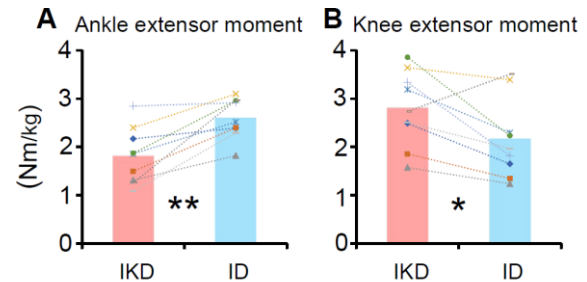 A Ankle extensor moment
B Knee extensor moment
(Nm/kg)
4
3
2
1
0
**
IKD ID
4
3
2
1
0
*
IKD ID